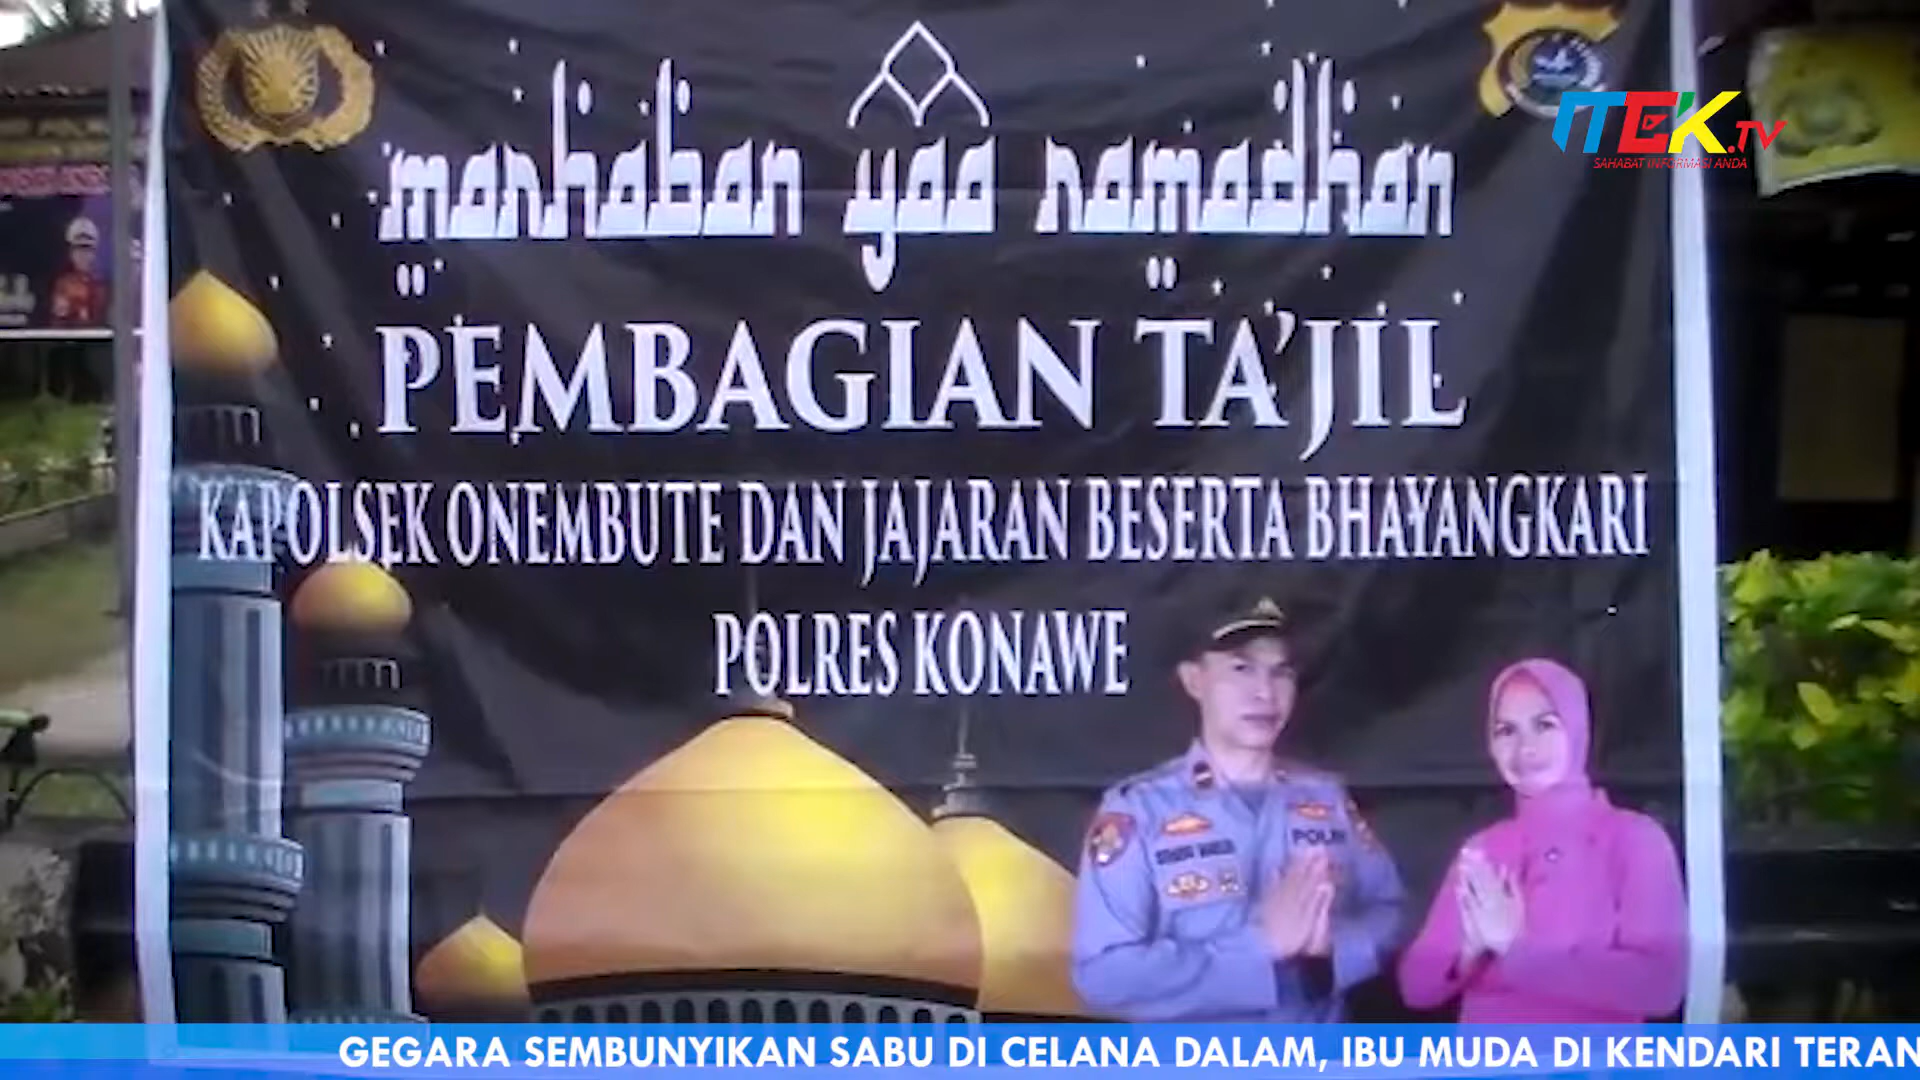 marhaban yaa ramadhan
PEMBAGIAN TA'JIL
KAPOLSEK ONEMBUTE DAN JAJARAN BESERTA BHAYANGKARI
POLRES KONAWE
ITEK.TV
SAHABAT INFORMASI ANDA
POLRI
GEGARA SEMBUNYIKAN SABU DI CELANA DALAM, IBU MUDA DI KENDARI TERAN